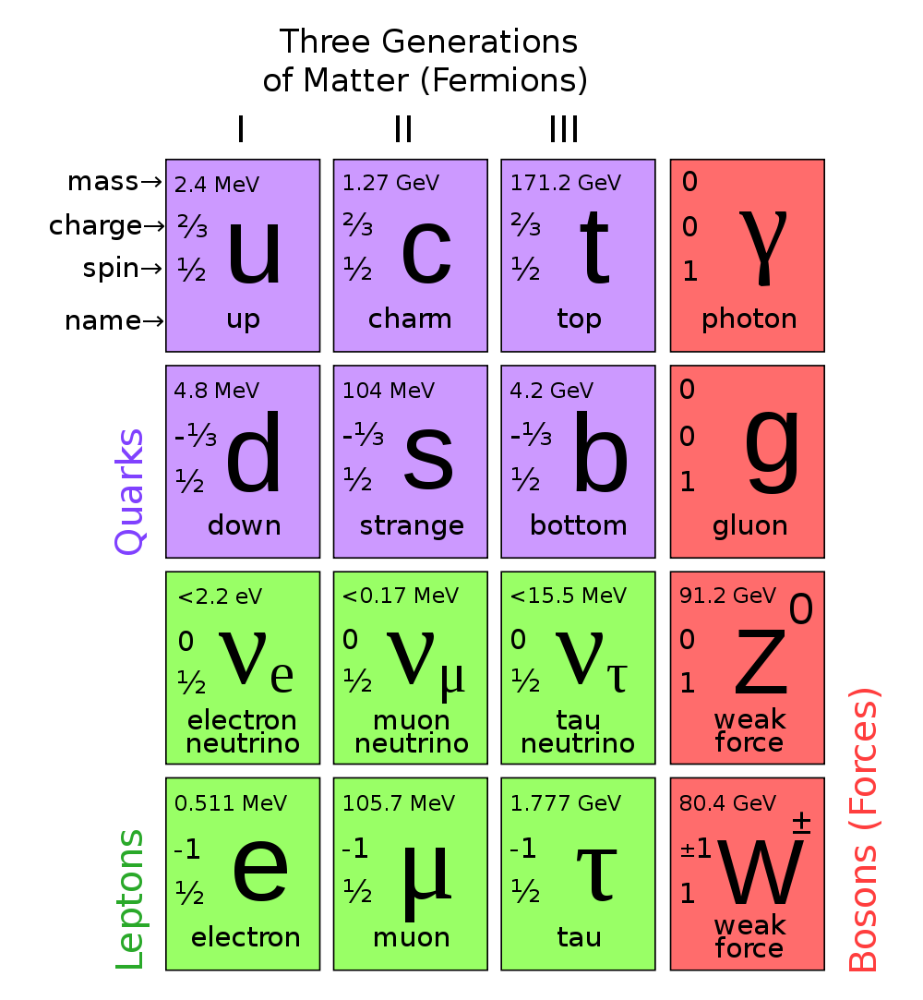 Three Generations
of Matter (Fermions)
I II III
mass→
charge→
spin→
name→
2.4 MeV
⅔
½
u
up
1.27 GeV
⅔
½
c
charm
171.2 GeV
⅔
½
t
top
0
0
1
γ
photon
Quarks
4.8 MeV
-⅓
½
d
down
104 MeV
-⅓
½
s
strange
4.2 GeV
-⅓
½
b
bottom
0
0
1
g
gluon
<2.2 eV
0
½
νe
electron
neutrino
<0.17 MeV
0
½
νμ
muon
neutrino
<15.5 MeV
0
½
ντ
tau
neutrino
91.2 GeV
0
1
Z0
weak
force
Leptons
0.511 MeV
-1
½
e
electron
105.7 MeV
-1
½
μ
muon
1.777 GeV
-1
½
τ
tau
80.4 GeV
±1
1
W±
weak
force
Bosons (Forces)